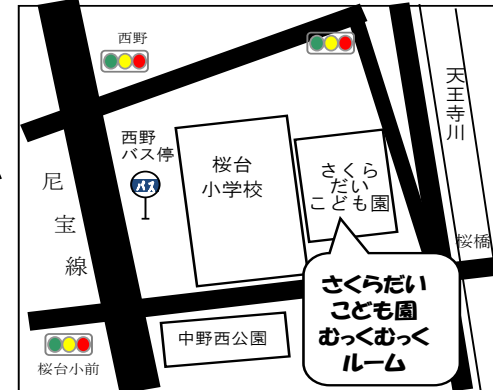 西野
天王寺川
西野
バス停
バス
桜台
小学校
さくら
だい
こども園
尼宝線
桜橋
さくらだい
こども園
むっくむっく
ルーム
中野西公園
桜台小前